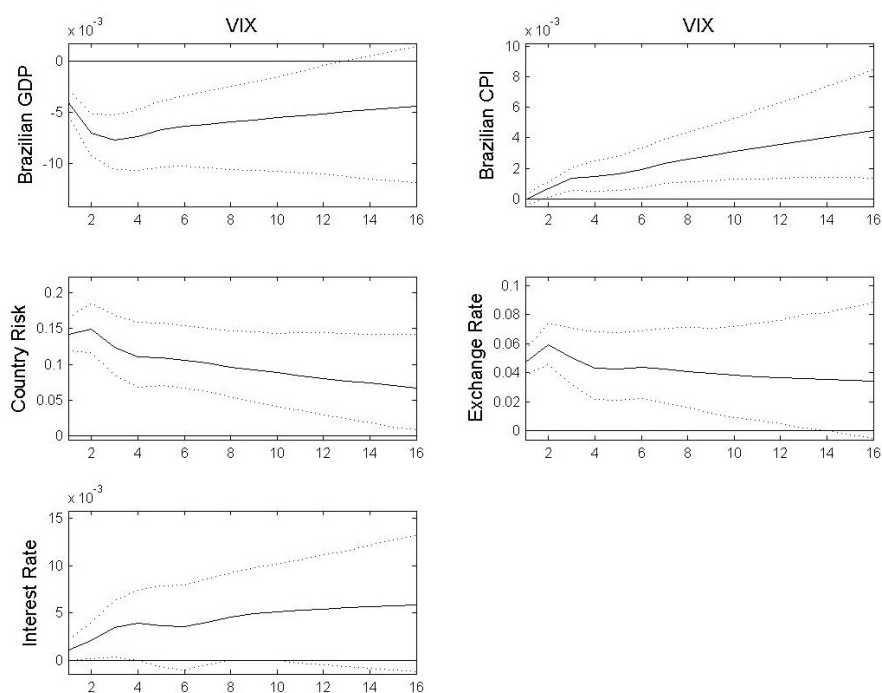 VIX
x 10⁻³
0
-5
-10
Brazilian GDP
2 4 6 8 10 12 14 16
VIX
x 10⁻³
10
8
6
4
2
0
Brazilian CPI
2 4 6 8 10 12 14 16
0.2
0.15
0.1
0.05
0
Country Risk
2 4 6 8 10 12 14 16
0.1
0.08
0.06
0.04
0.02
0
Exchange Rate
2 4 6 8 10 12 14 16
x 10⁻³
15
10
5
0
Interest Rate
2 4 6 8 10 12 14 16